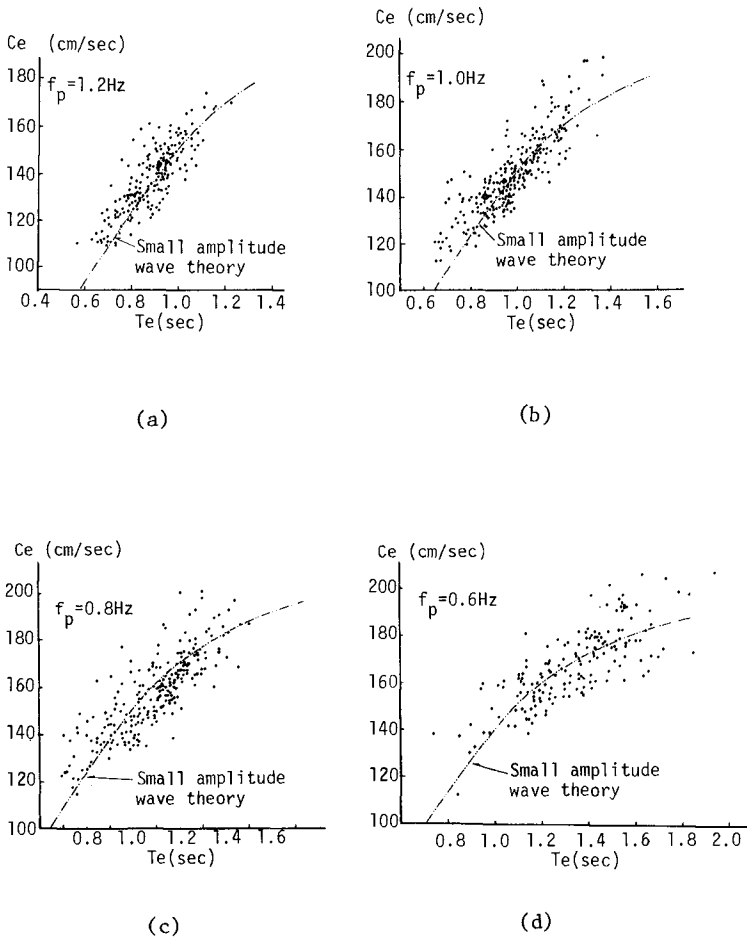 Ce (cm/sec)
180
160
140
120
100
f_p=1.2Hz
Small amplitude
wave theory
0.4 0.6 0.8 1.0 1.2 1.4
Te(sec)
(a)
Ce (cm/sec)
200
180
160
140
120
100
f_p=1.0Hz
Small amplitude
wave theory
0.6 0.8 1.0 1.2 1.4 1.6
Te(sec)
(b)
Ce (cm/sec)
200
180
160
140
120
100
f_p=0.8Hz
Small amplitude
wave theory
0.8 1.0 1.2 1.4 1.6
Te(sec)
(c)
Ce (cm/sec)
200
180
160
140
120
100
f_p=0.6Hz
Small amplitude
wave theory
0.8 1.0 1.2 1.4 1.6 1.8 2.0
Te(sec)
(d)